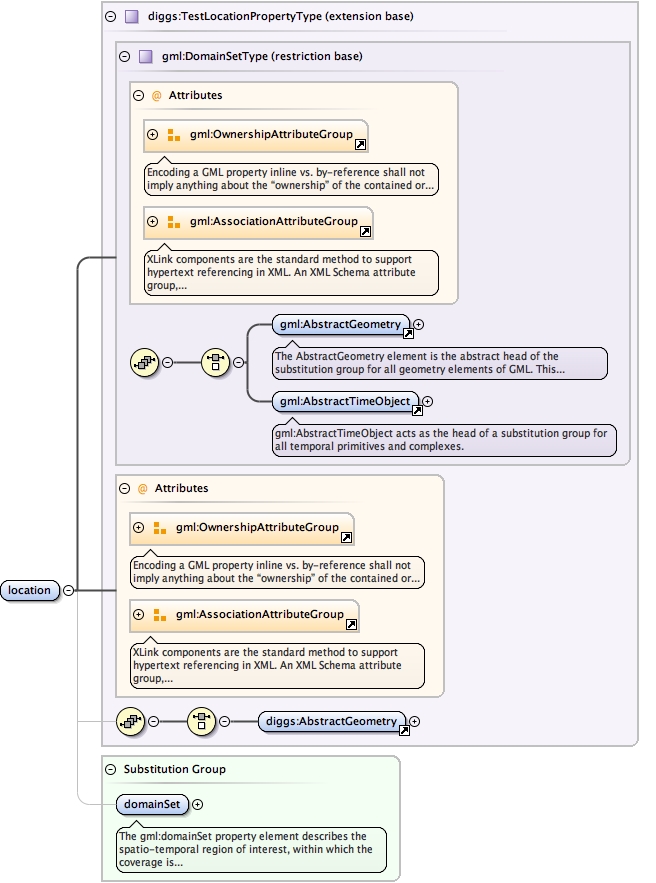 diggs:TestLocationPropertyType (extension base)
gml:DomainSetType (restriction base)
@ Attributes
gml:OwnershipAttributeGroup
Encoding a GML property inline vs. by-reference shall not
imply anything about the “ownership” of the contained or...
gml:AssociationAttributeGroup
XLink components are the standard method to support
hypertext referencing in XML. An XML Schema attribute
group,...
gml:AbstractGeometry
The AbstractGeometry element is the abstract head of the
substitution group for all geometry elements of GML. This...
gml:AbstractTimeObject
gml:AbstractTimeObject acts as the head of a substitution group for
all temporal primitives and complexes.
@ Attributes
gml:OwnershipAttributeGroup
Encoding a GML property inline vs. by-reference shall not
imply anything about the “ownership” of the contained or...
location
gml:AssociationAttributeGroup
XLink components are the standard method to support
hypertext referencing in XML. An XML Schema attribute
group,...
diggs:AbstractGeometry
Substitution Group
domainSet
The gml:domainSet property element describes the
spatio-temporal region of interest, within which the
coverage is...